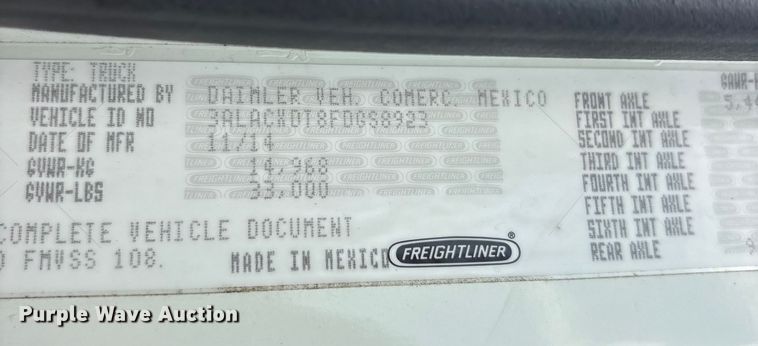 TYPE: TRUCK
MANUFACTURED BY DAIMLER VEH. COMERC. MEXICO
VEHICLE ID NO 3ALACXDT8FDGS8923
DATE OF MFR 11/14
GVWR-KG 14,968
GVWR-LBS 33,000
COMPLETE VEHICLE DOCUMENT
FMVSS 108. MADE IN MEXICO
FREIGHTLINER®
FRONT AXLE
FIRST INT AXLE
SECOND INT AXLE
THIRD INT AXLE
FOURTH INT AXLE
FIFTH INT AXLE
SIXTH INT AXLE
REAR AXLE
Purple Wave Auction